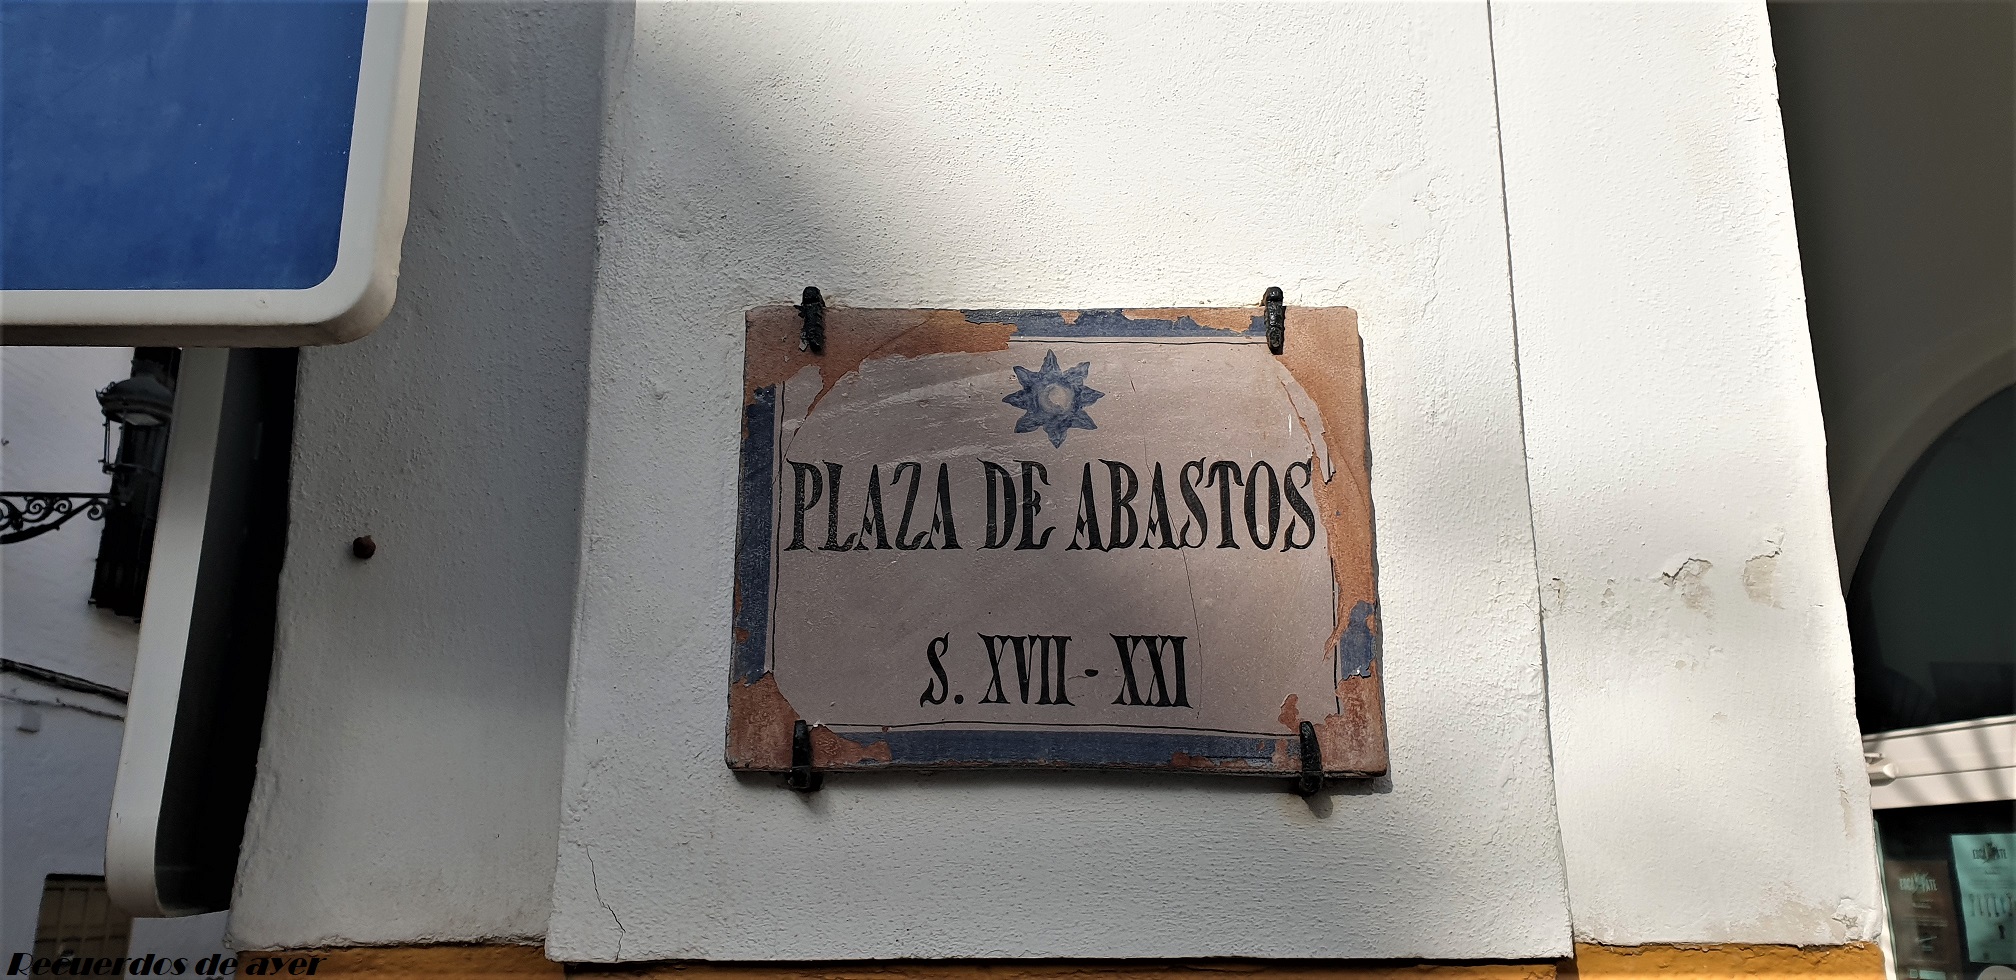 PLAZA DE ABASTOS
S. XVII - XXI
Recuerdos de ayer